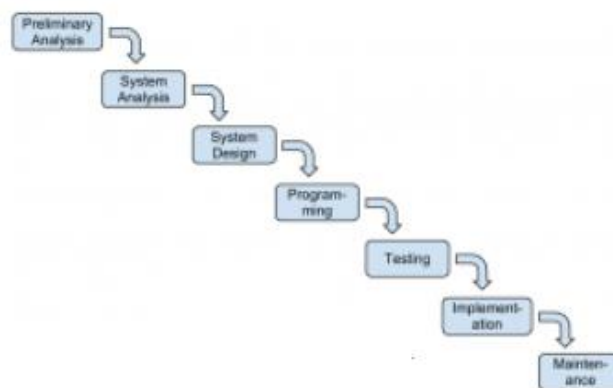 Preliminary
Analysis
System
Analysis
System
Design
Program-
ming
Testing
Implement-
ation
Mainten-
ance